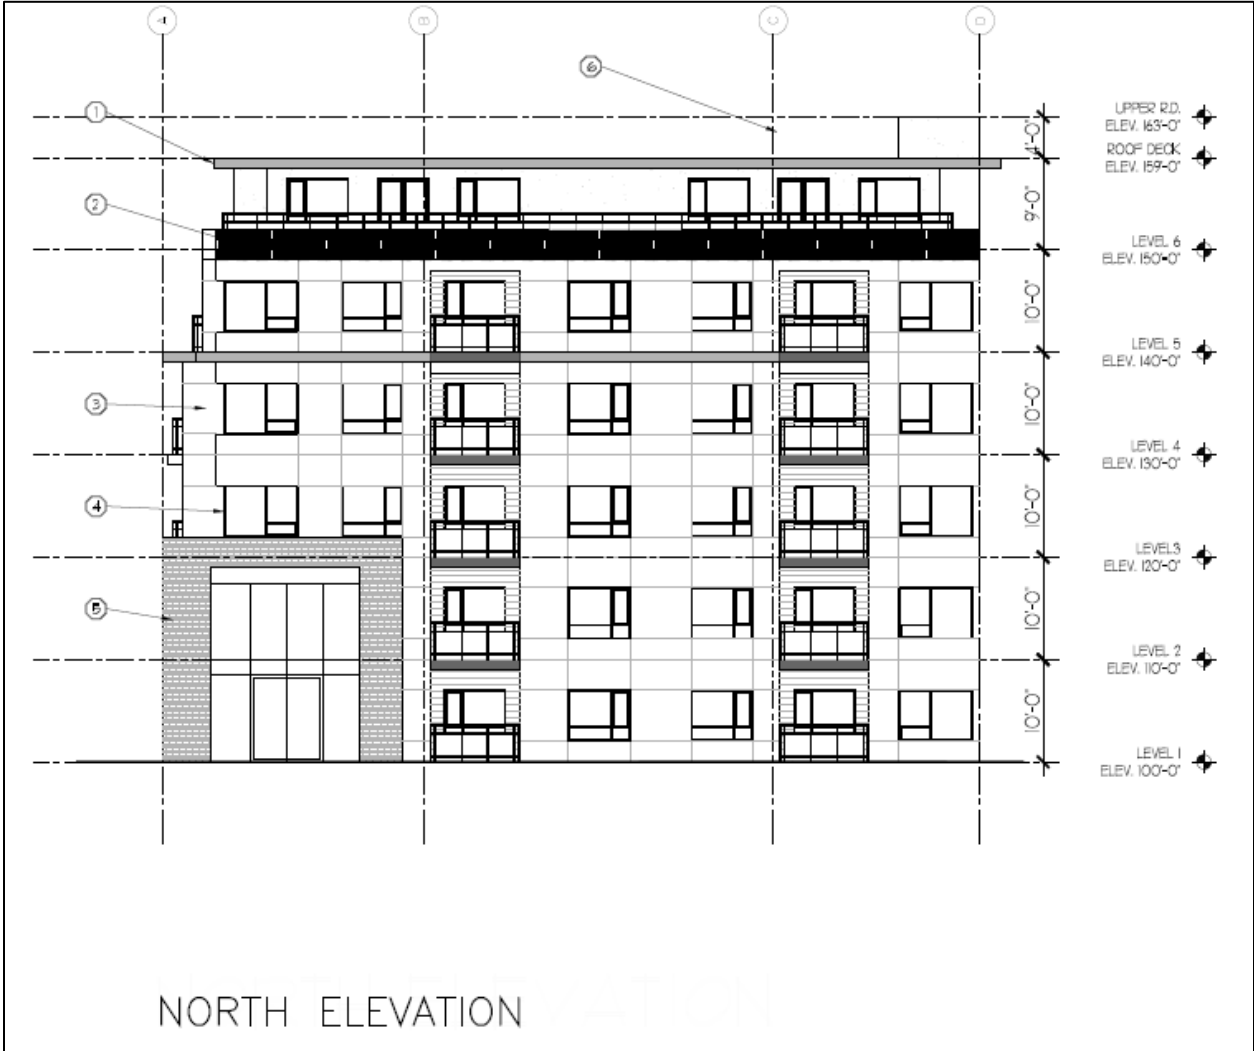 A B C D
6
1
UPPER R.D.
ELEV. 163'-0"
4'-0"
ROOF DECK
ELEV. 159'-0"
2
9'-0"
LEVEL 6
ELEV. 150'-0"
10'-0"
LEVEL 5
ELEV. 140'-0"
3
10'-0"
LEVEL 4
ELEV. 130'-0"
4
10'-0"
LEVEL3
ELEV. 120'-0"
5
10'-0"
LEVEL 2
ELEV. 110'-0"
10'-0"
LEVEL 1
ELEV. 100'-0"
NORTH ELEVATION